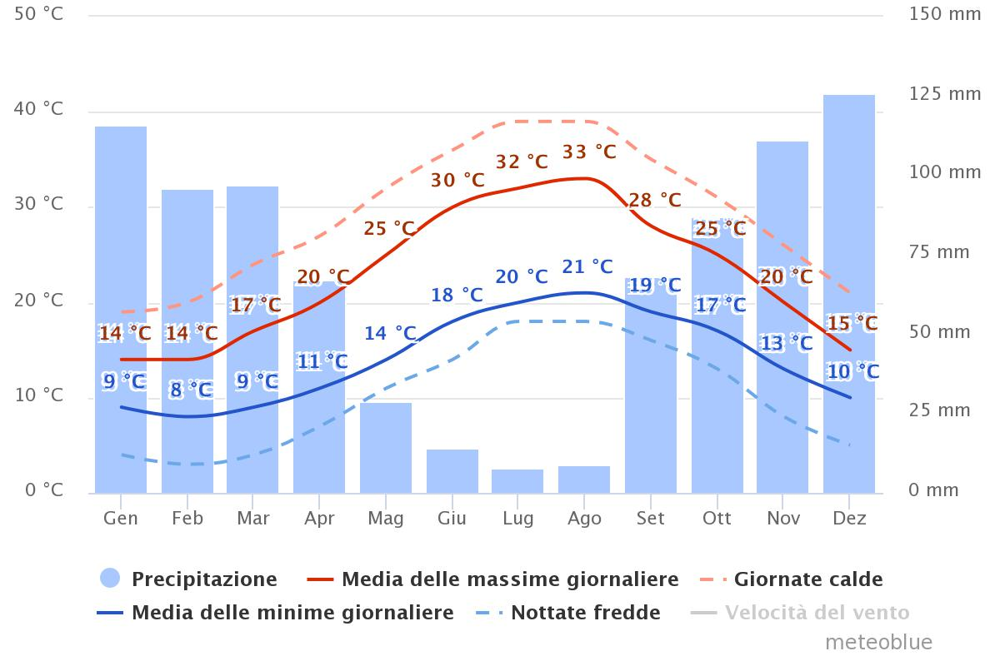 50 °C
150 mm
40 °C
125 mm
100 mm
30 °C
75 mm
20 °C
50 mm
10 °C
25 mm
0 °C
0 mm
14 °C 14 °C 17 °C 20 °C 25 °C 30 °C 32 °C 33 °C 28 °C 25 °C 20 °C 15 °C
9 °C 8 °C 9 °C 11 °C 14 °C 18 °C 20 °C 21 °C 19 °C 17 °C 13 °C 10 °C
Gen Feb Mar Apr Mag Giu Lug Ago Set Ott Nov Dez
Precipitazione Media delle massime giornaliere Giornate calde
Media delle minime giornaliere Nottate fredde Velocità del vento
meteoblue